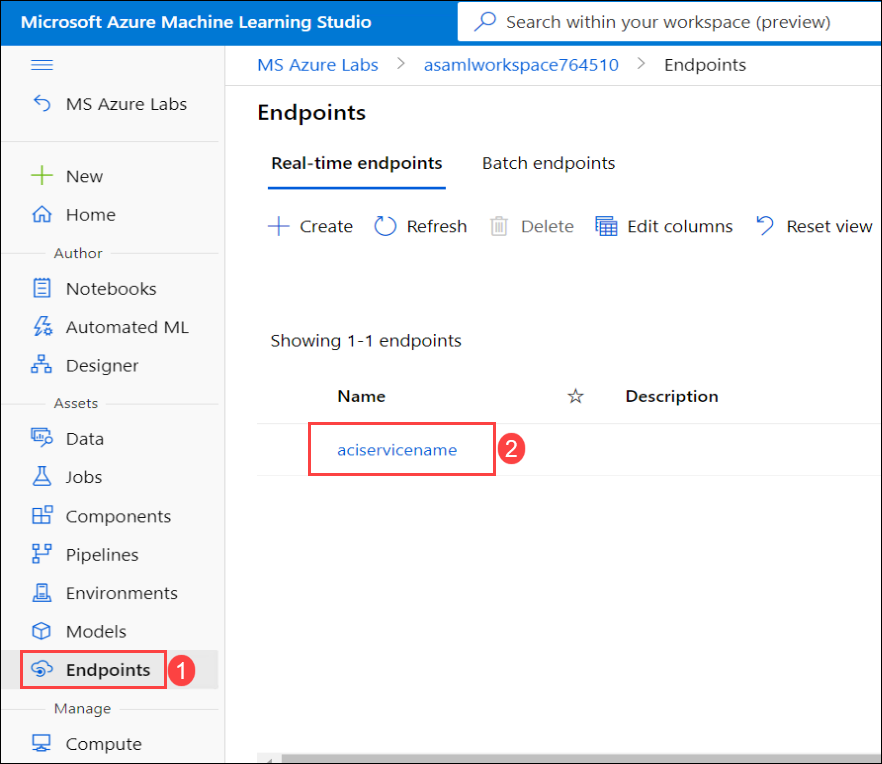 Microsoft Azure Machine Learning Studio
Search within your workspace (preview)
MS Azure Labs
New
Home
Author
Notebooks
Automated ML
Designer
Assets
Data
Jobs
Components
Pipelines
Environments
Models
Endpoints 1
Manage
Compute
MS Azure Labs > asamlworkspace764510 > Endpoints
Endpoints
Real-time endpoints Batch endpoints
Create Refresh Delete Edit columns Reset view
Showing 1-1 endpoints
Name Description
aciservicename 2